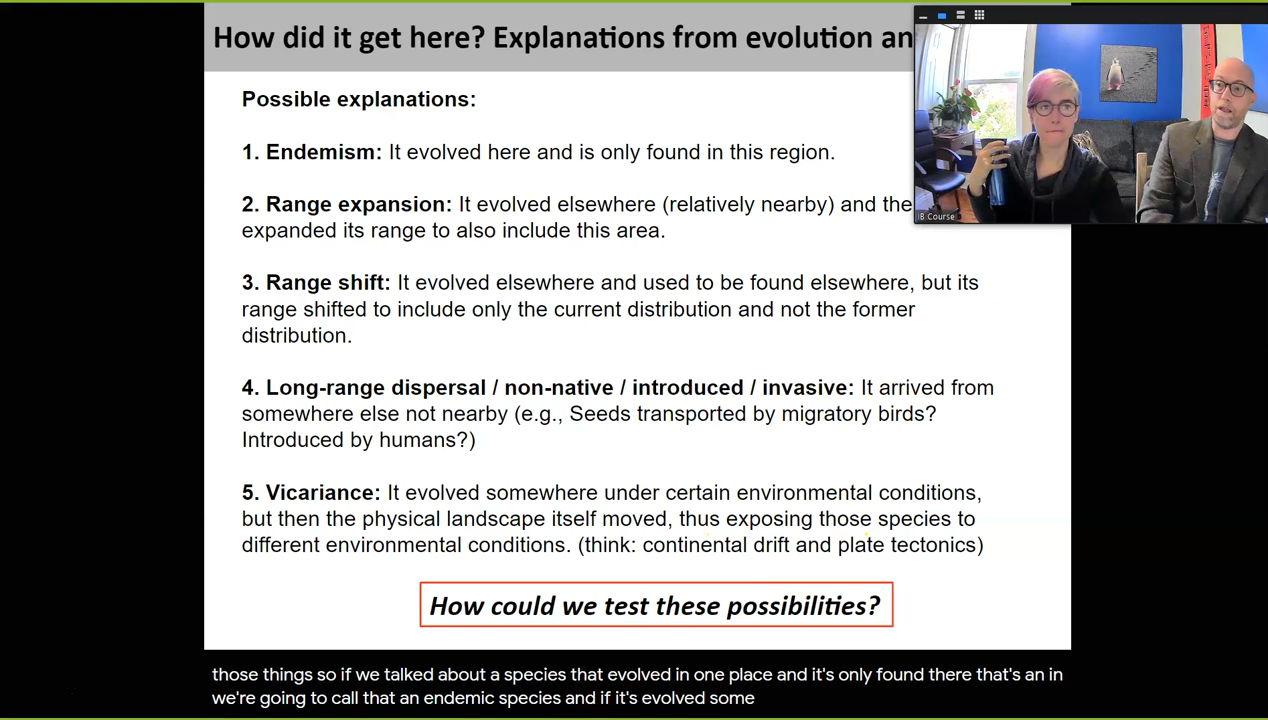 How did it get here? Explanations from evolution an
Possible explanations:
1. Endemism: It evolved here and is only found in this region.
2. Range expansion: It evolved elsewhere (relatively nearby) and the
expanded its range to also include this area.
3. Range shift: It evolved elsewhere and used to be found elsewhere, but its
range shifted to include only the current distribution and not the former
distribution.
4. Long-range dispersal / non-native / introduced / invasive: It arrived from
somewhere else not nearby (e.g., Seeds transported by migratory birds?
Introduced by humans?)
5. Vicariance: It evolved somewhere under certain environmental conditions,
but then the physical landscape itself moved, thus exposing those species to
different environmental conditions. (think: continental drift and plate tectonics)
How could we test these possibilities?
IB Course
those things so if we talked about a species that evolved in one place and it's only found there that's an in
we're going to call that an endemic species and if it's evolved some